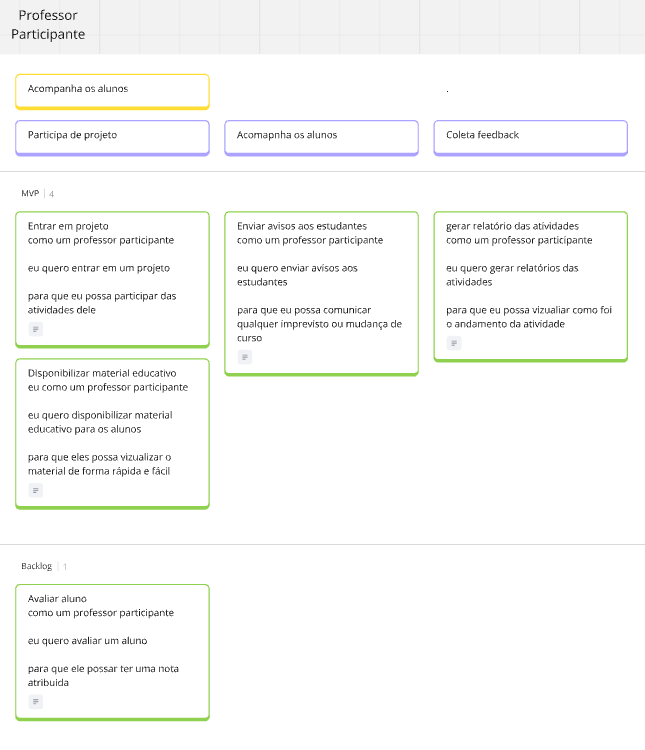 Professor
Participante
Acompanha os alunos
.
Participa de projeto
Acomapnha os alunos
Coleta feedback
MVP | 4
Entrar em projeto
como um professor participante
eu quero entrar em um projeto
para que eu possa participar das
atividades dele
Enviar avisos aos estudantes
como um professor participante
eu quero enviar avisos aos
estudantes
para que eu possa comunicar
qualquer imprevisto ou mudança de
curso
gerar relatório das atividades
como um professor participante
eu quero gerar relatórios das
atividades
para que eu possa vizualiar como foi
o andamento da atividade
Disponibilizar material educativo
eu como um professor participante
eu quero disponibilizar material
educativo para os alunos
para que eles possa vizualizar o
material de forma rápida e fácil
Backlog | 1
Avaliar aluno
como um professor participante
eu quero avaliar um aluno
para que ele possar ter uma nota
atribuida